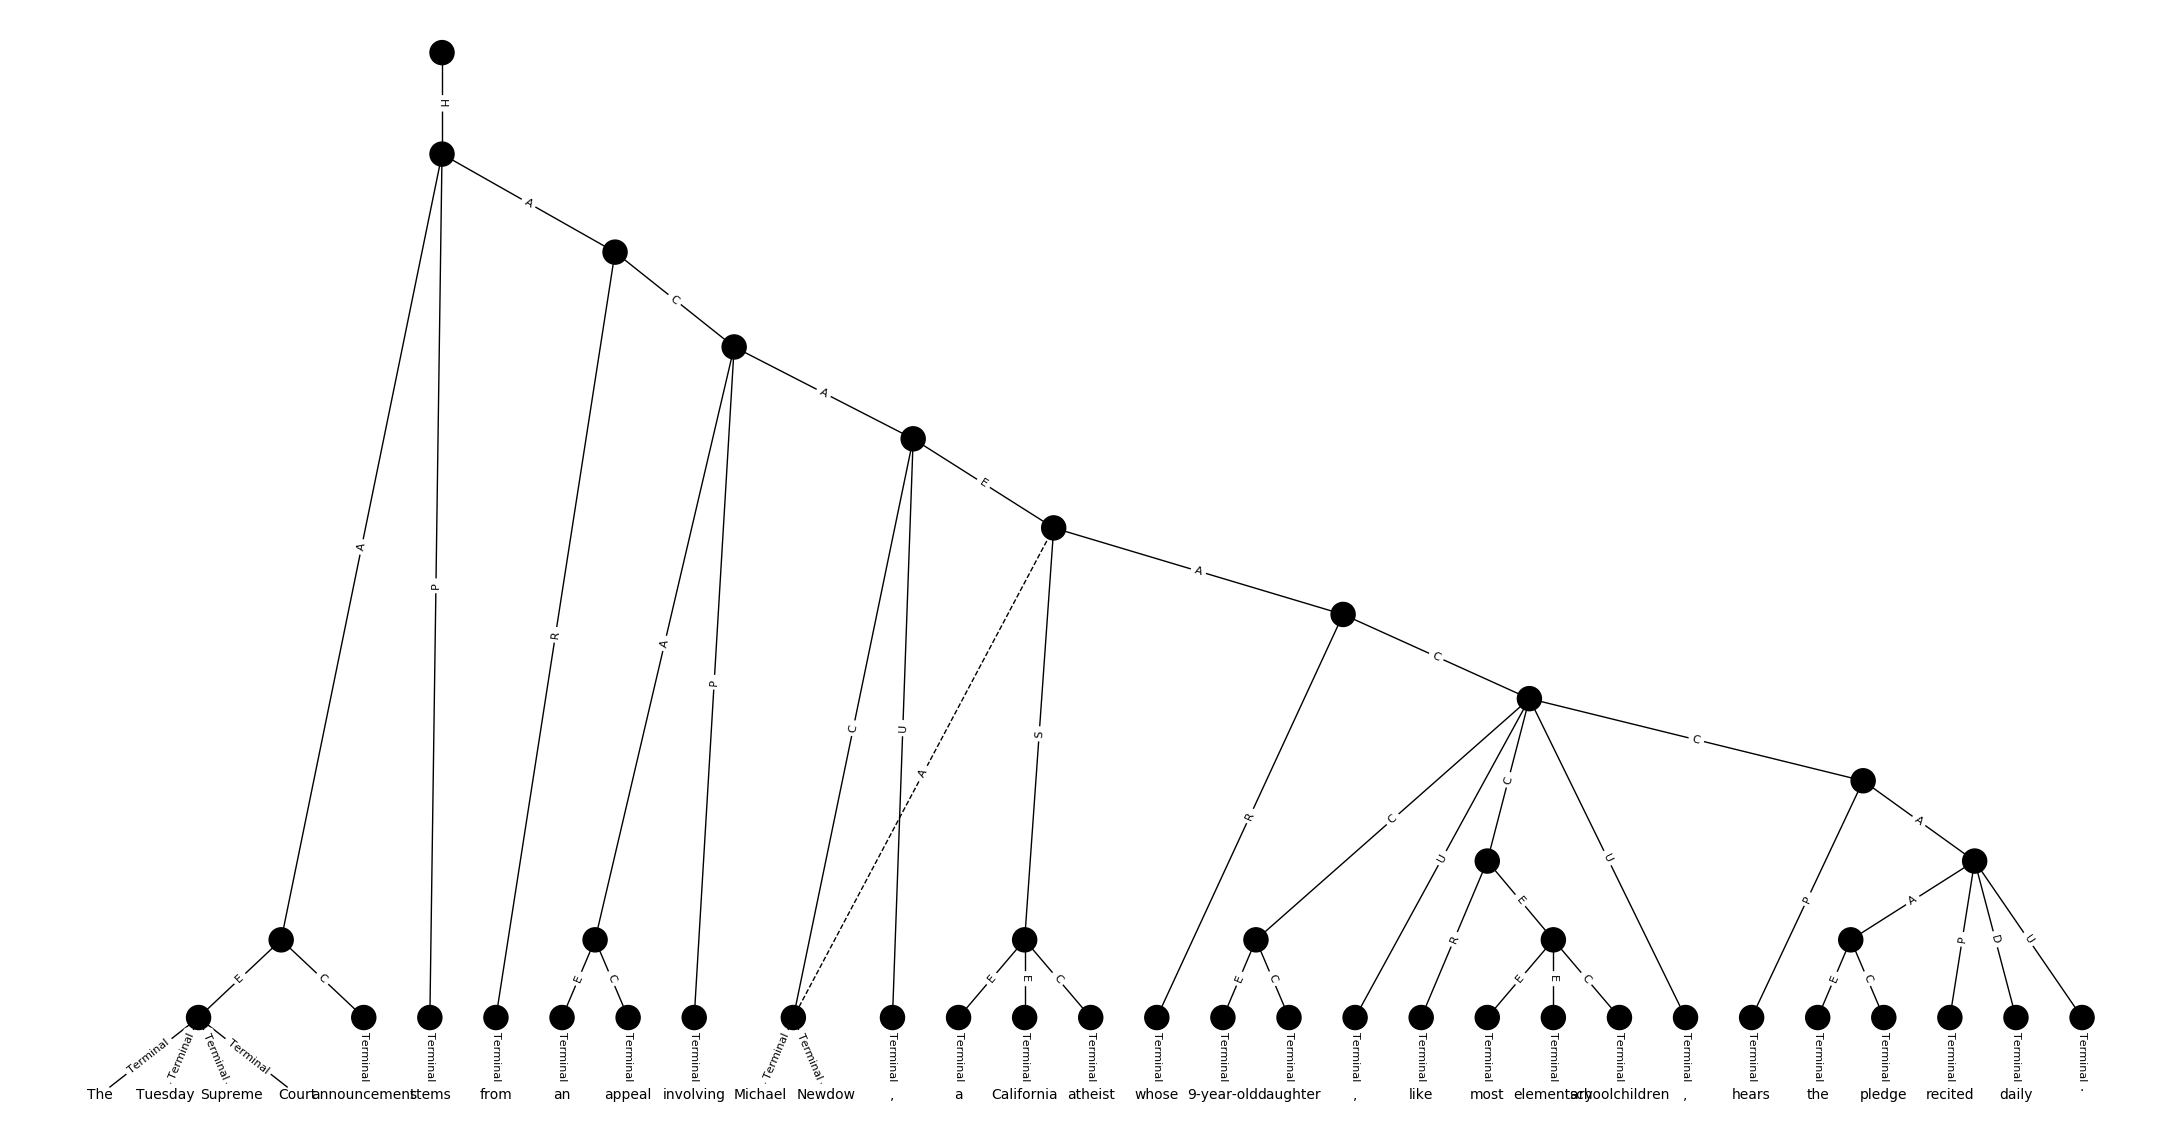 H
A
C
A
E
A
A
P
R
A
P
C
U
A
S
R
C
C
U
C
U
C
R
E
P
A
A
P
D
U
E
C
E
C
E
E
C
E
C
E
E
C
E
C
Terminal Terminal Terminal Terminal Terminal Terminal Terminal Terminal Terminal Terminal Terminal Terminal Terminal Terminal Terminal Terminal Terminal Terminal Terminal Terminal Terminal Terminal Terminal Terminal Terminal Terminal Terminal Terminal Terminal Terminal Terminal
The Tuesday Supreme Court announcement stems from an appeal involving Michael Newdow , a California atheist whose 9-year-old daughter , like most elementary schoolchildren , hears the pledge recited daily .